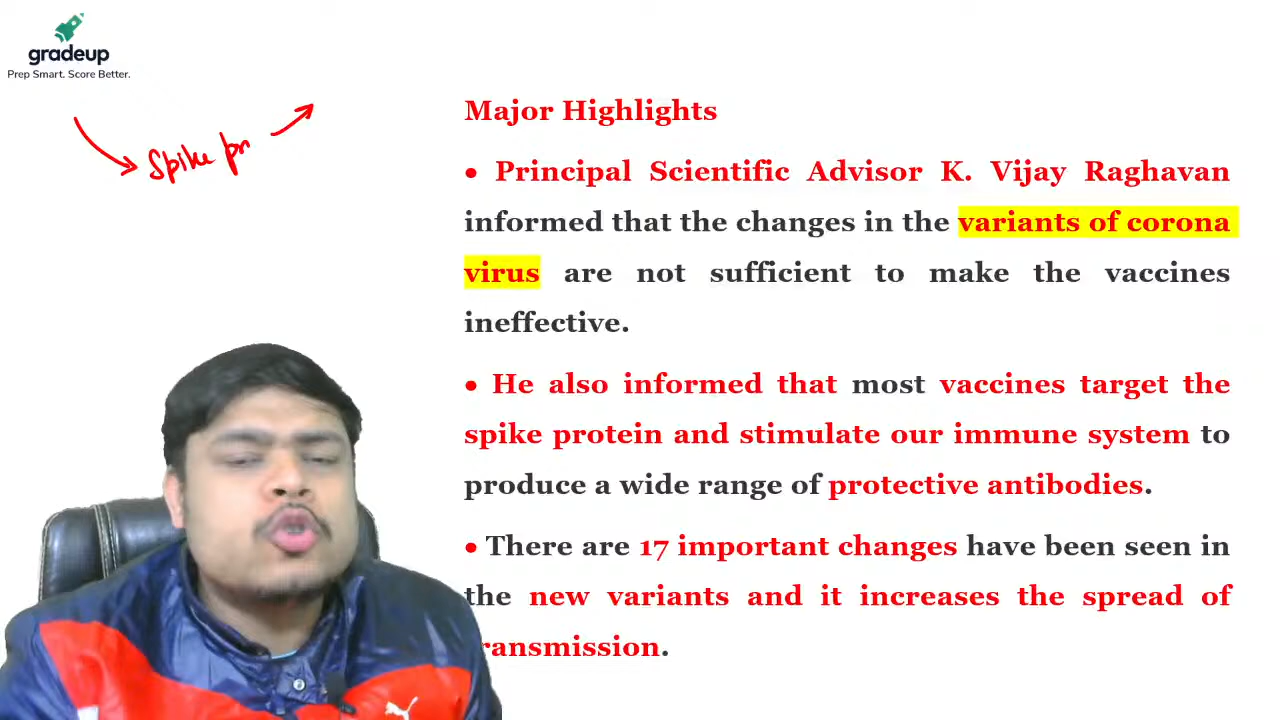 gradeup
Prep Smart. Score Better.
Spike pr
Major Highlights
• Principal Scientific Advisor K. Vijay Raghavan
informed that the changes in the variants of corona
virus are not sufficient to make the vaccines
ineffective.
• He also informed that most vaccines target the
spike protein and stimulate our immune system to
produce a wide range of protective antibodies.
• There are 17 important changes have been seen in
the new variants and it increases the spread of
ransmission.